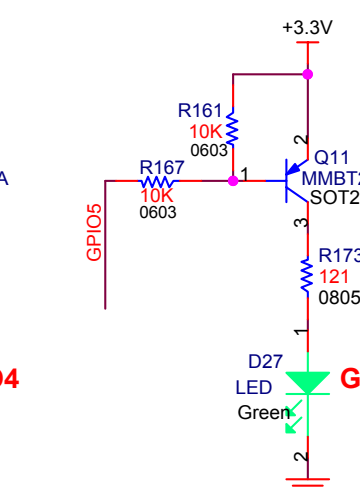 +3.3V
R161
10K
0603
2
Q11
MMBT2
SOT2
R167
10K
0603
1
A
GPIO5
3
R173
121
0805
1
D27
LED
Green
G
04
2